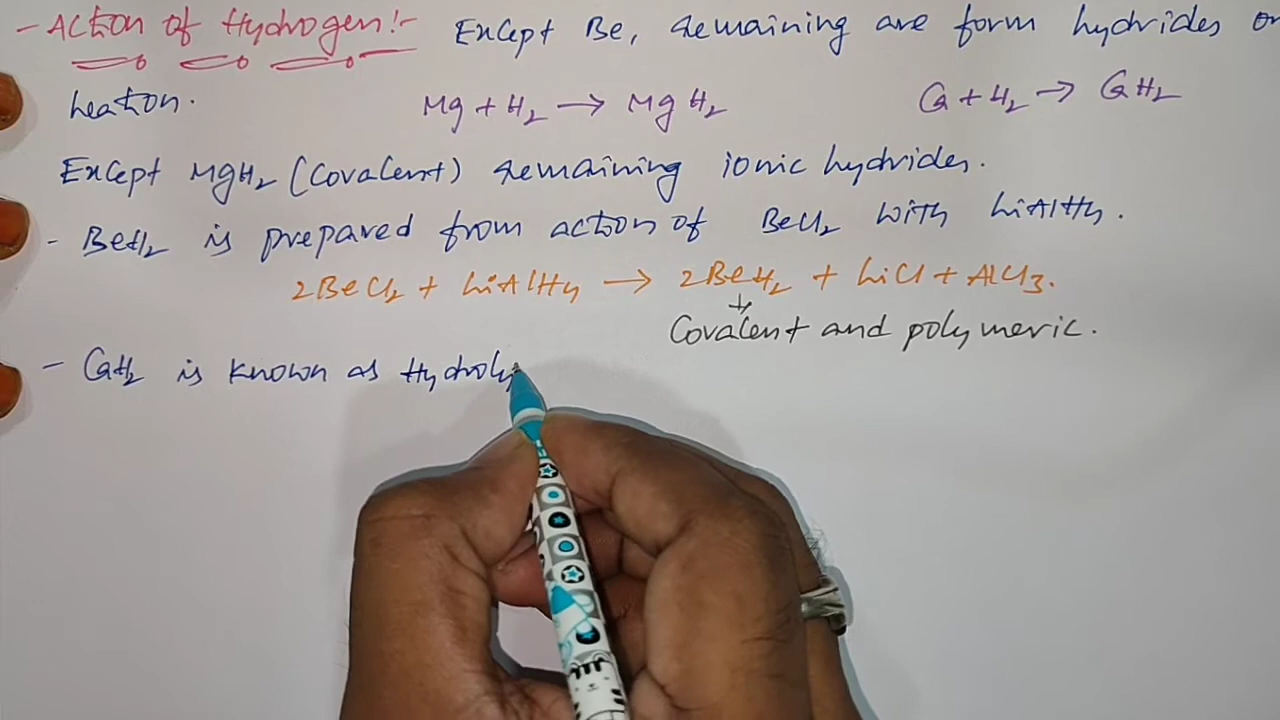 - Action of Hydrogen:- Except Be, remaining are form hydrides on
heation. Mg + H2 → MgH2 Ca + H2 → CaH2
Except MgH2 (Covalent) remaining ionic hydrides.
- BeH2 is prepared from action of BeCl2 with LiAlH4.
2BeCl2 + LiAlH4 → 2BeH2 + LiCl + AlCl3.
Covalent and polymeric.
- CaH2 is known as Hydroly